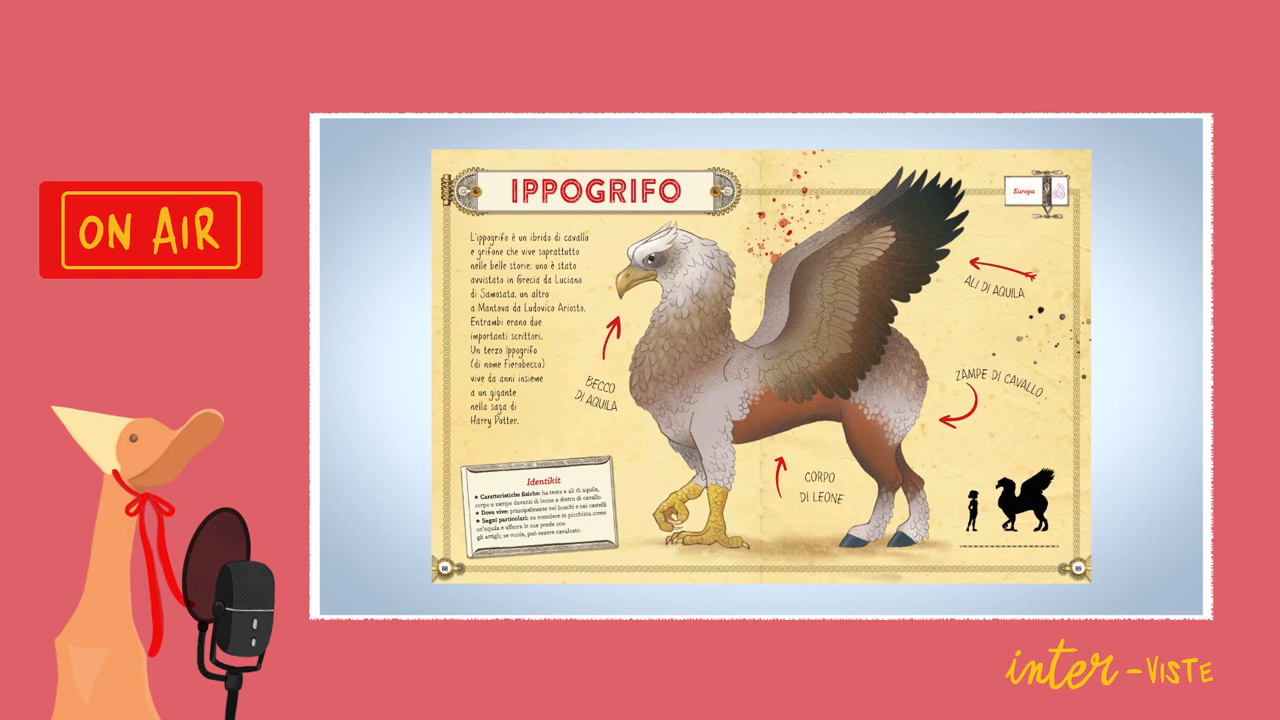 ON AIR
IPPOGRIFO
Europa
L'ippogrifo è un ibrido di cavallo
e grifone che vive soprattutto
nelle belle storie: uno è stato
avvistato in Grecia da Luciano
di Samosata, un altro
a Mantova da Ludovico Ariosto.
Entrambi erano due
importanti scrittori.
Un terzo Ippogrifo
(di nome Fierobecco)
vive da anni insieme
a un gigante
nella saga di
Harry Potter.
BECCO
DI AQUILA
ALI DI AQUILA
ZAMPE DI CAVALLO.
CORPO
DI LEONE
Identikit
★ Caratteristiche fisiche: ha testa e ali di aquila,
corpo e zampe davanti di leone e dietro di cavallo.
★ Dove vive: principalmente nei boschi e nei castelli
★ Segni particolari: sa scendere in picchiata come
un'aquila e afferra le sue prede con
gli artigli; se vuole, può essere cavalcato.
88
89
inter-VISTE